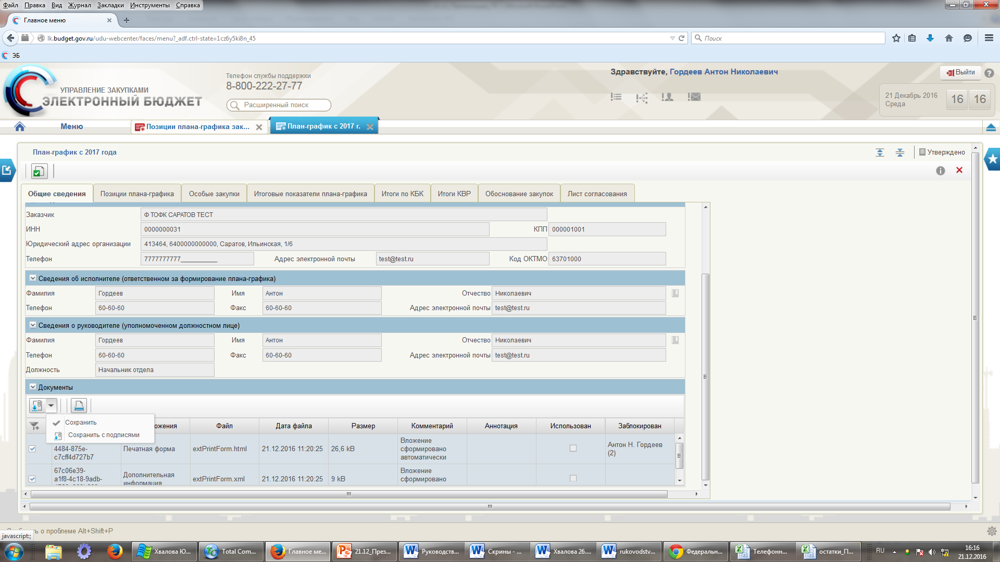 Файл Правка Вид Журнал Закладки Инструменты Справка
Главное меню
lk.budget.gov.ru/udu-webcenter/faces/menu?_adf.ctrl-state=1cz6y5ki8n_45
Поиск
ЭБ
УПРАВЛЕНИЕ ЗАКУПКАМИ
ЭЛЕКТРОННЫЙ БЮДЖЕТ
Телефон службы поддержки
8-800-222-27-77
Расширенный поиск
Здравствуйте, Гордеев Антон Николаевич
Выйти
21 Декабрь 2016
Среда
16 16
Меню
Позиции плана-графика зак...
План-график с 2017 г.
План-график с 2017 года
Утверждено
Общие сведения
Позиции плана-графика
Особые закупки
Итоговые показатели плана-графика
Итоги по КБК
Итоги КВР
Обоснование закупок
Лист согласования
Заказчик Ф ТОФК САРАТОВ ТЕСТ
ИНН 0000000031 КПП 000001001
Юридический адрес организации 413464, 6400000000000, Саратов, Ильинская, 1/6
Телефон 7777777777___________ Адрес электронной почты test@test.ru Код ОКТМО 63701000
Сведения об исполнителе (ответственном за формирование плана-графика)
Фамилия Гордеев Имя Антон Отчество Николаевич
Телефон 60-60-60 Факс 60-60-60 Адрес электронной почты test@test.ru
Сведения о руководителе (уполномоченном должностном лице)
Фамилия Гордеев Имя Антон Отчество Николаевич
Телефон 60-60-60 Факс 60-60-60 Адрес электронной почты test@test.ru
Должность Начальник отдела
Документы
Сохранить
Сохранить с подписями
ожения Файл Дата файла Размер Комментарий Аннотация Использован Заблокирован
4484-875e-
c7cff4d727b7
Печатная форма
extPrintForm.html
21.12.2016 11:20:25
26,6 kB
Вложение
сформировано
автоматически
Антон Н. Гордеев
(2)
67c06e39-
a1f8-4c18-9adb-
Дополнительная
информация
extPrintForm.xml
21.12.2016 11:20:25
9 kB
Вложение
сформировано
о проблеме Alt+Shift+P
javascript:;
Хвалова Ю...
Total Com...
Главное ме...
21.12_През...
Руководств...
Скрины - ...
Хвалова 26...
rukovodstv...
Федеральн...
Телефонн...
остатки_П...
RU
16:16
21.12.2016